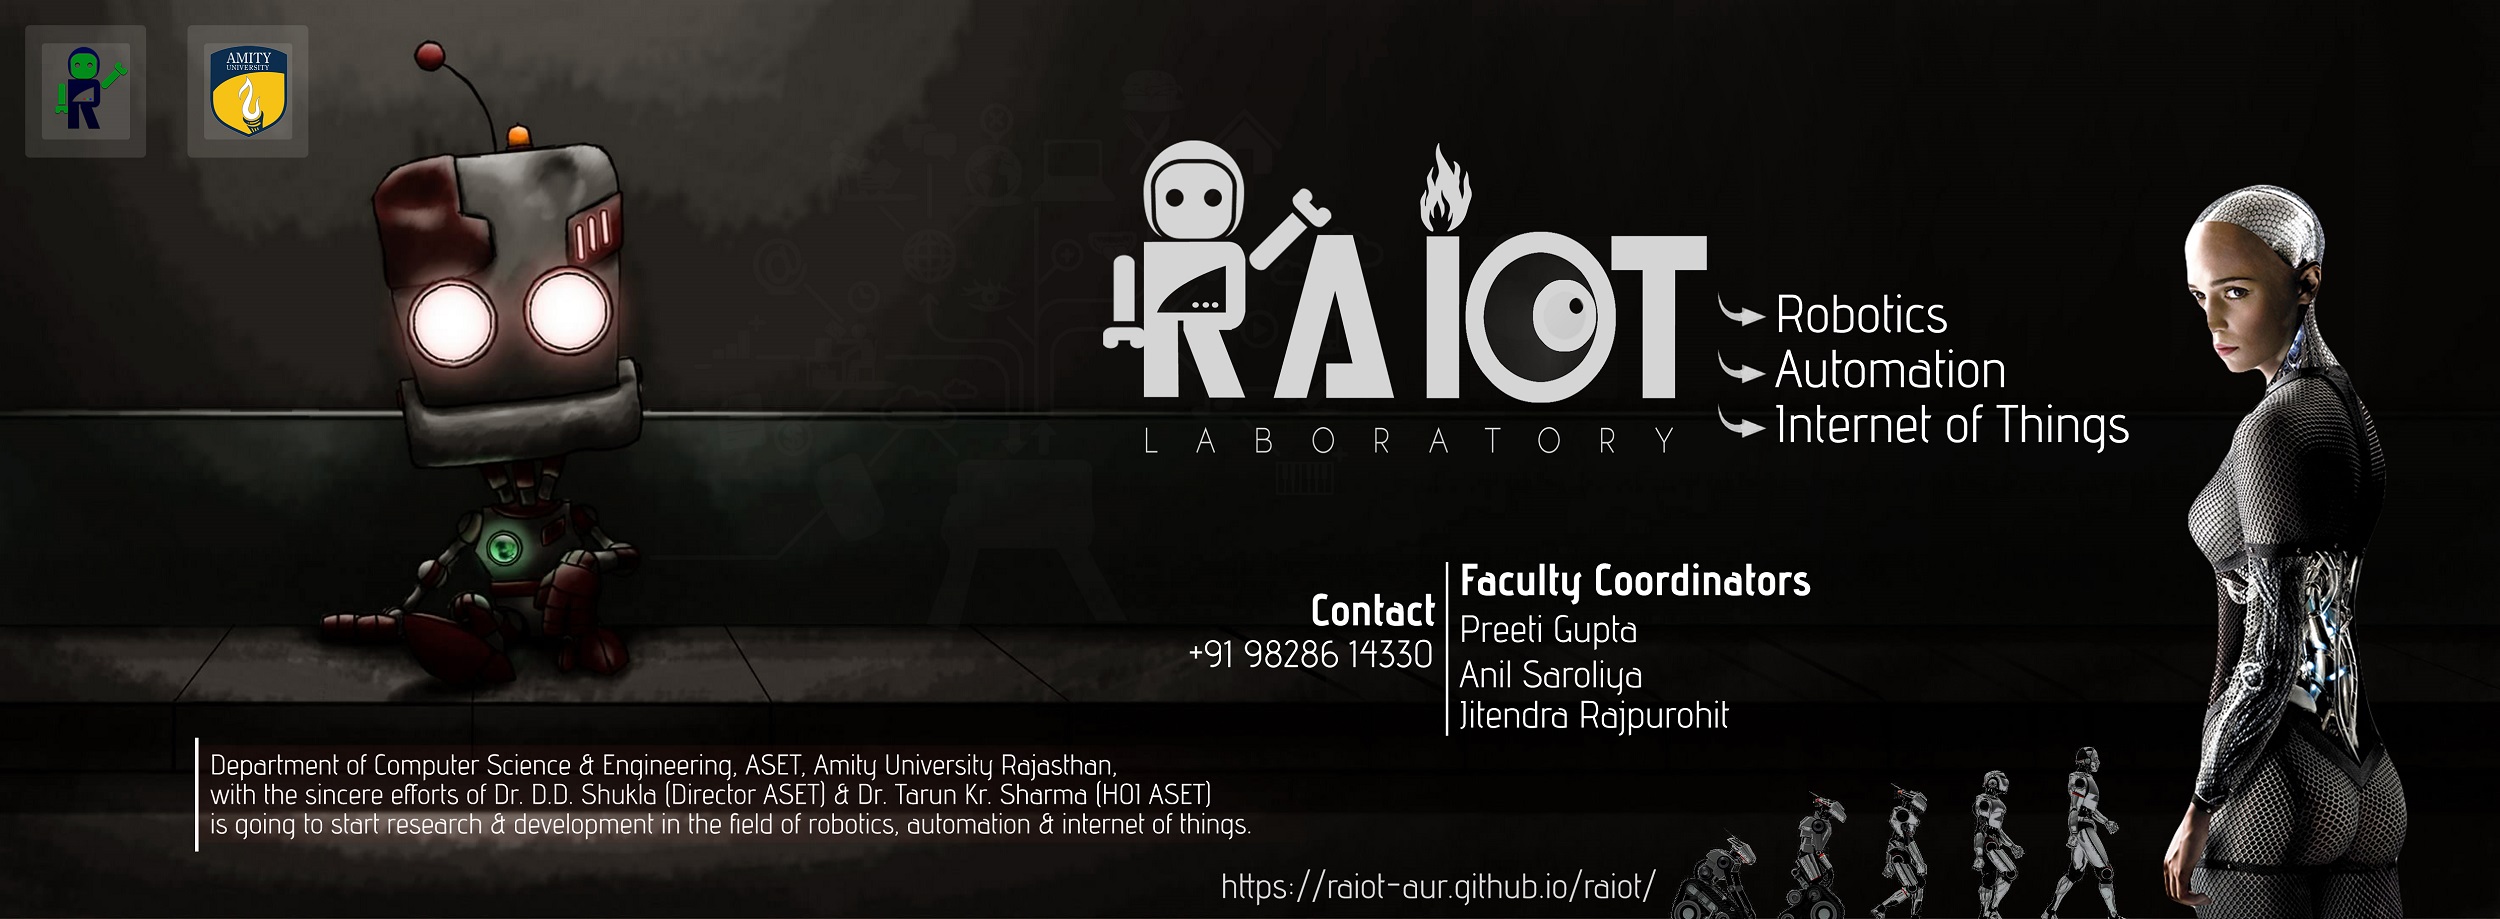 AMITY
UNIVERSITY
RAIOT
LABORATORY
Robotics
Automation
Internet of Things
Contact
+91 98286 14330
Faculty Coordinators
Preeti Gupta
Anil Saroliya
Jitendra Rajpurohit
Department of Computer Science & Engineering, ASET, Amity University Rajasthan,
with the sincere efforts of Dr. D.D. Shukla (Director ASET) & Dr. Tarun Kr. Sharma (HOI ASET)
is going to start research & development in the field of robotics, automation & internet of things.
https://raiot-aur.github.io/raiot/